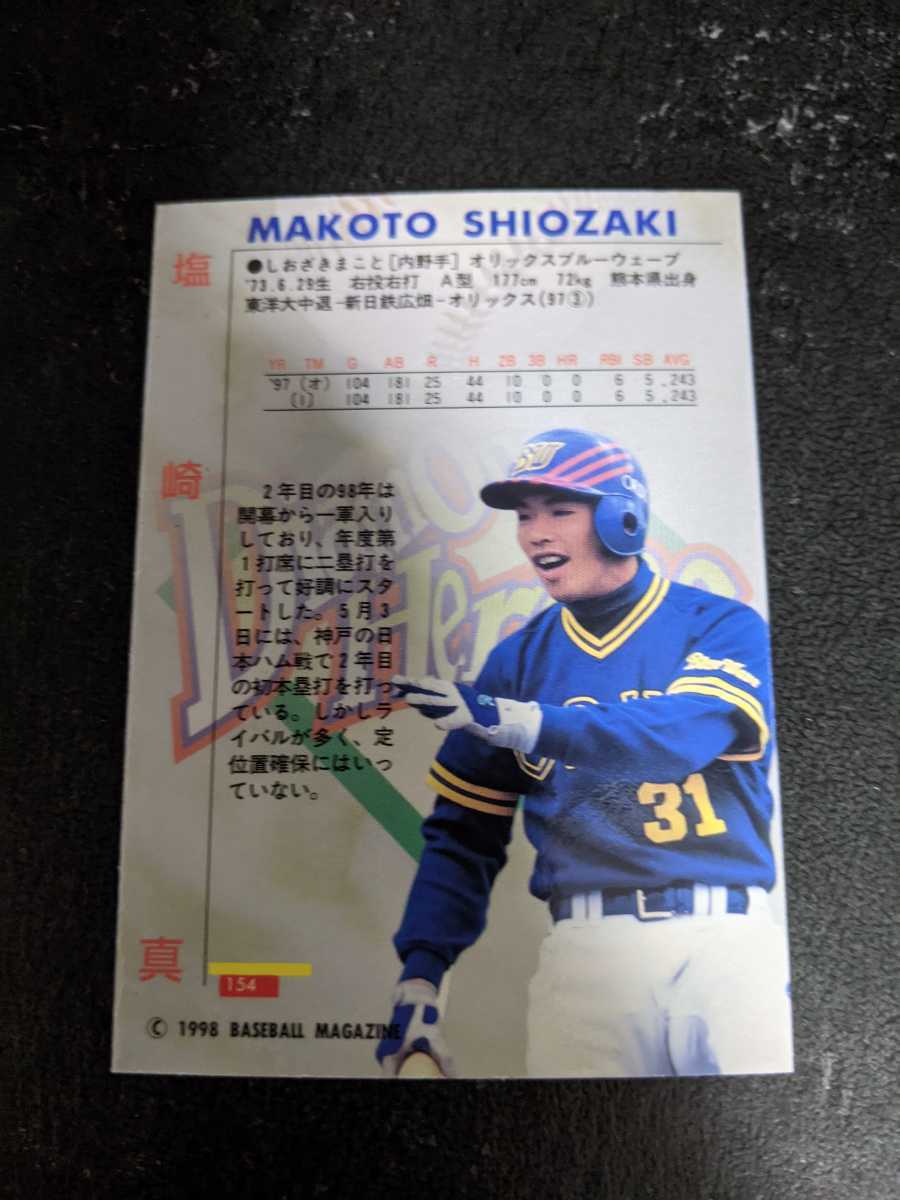 MAKOTO SHIOZAKI
塩
崎
真
●しおざきまこと[内野手] オリックスブルーウェーブ
'73.6.29生 右投右打 A型 177cm 72kg 熊本県出身
東洋大中退-新日鉄広畑-オリックス(97③)
YR TM G AB R H 2B 3B HR RBI SB AVG
'97 (オ) 104 181 25 44 10 0 0 6 5 .243
(1) 104 181 25 44 10 0 0 6 5 .243
2年目の98年は
開幕から一軍入り
しており、年度第
1打席に二塁打を
打って好調にスタ
ートした。5月3
日には、神戸の日
本ハム戦で2年目
の初本塁打を打っ
ている。しかしラ
イバルが多く、定
位置確保にはいっ
ていない。
31
154
© 1998 BASEBALL MAGAZINE